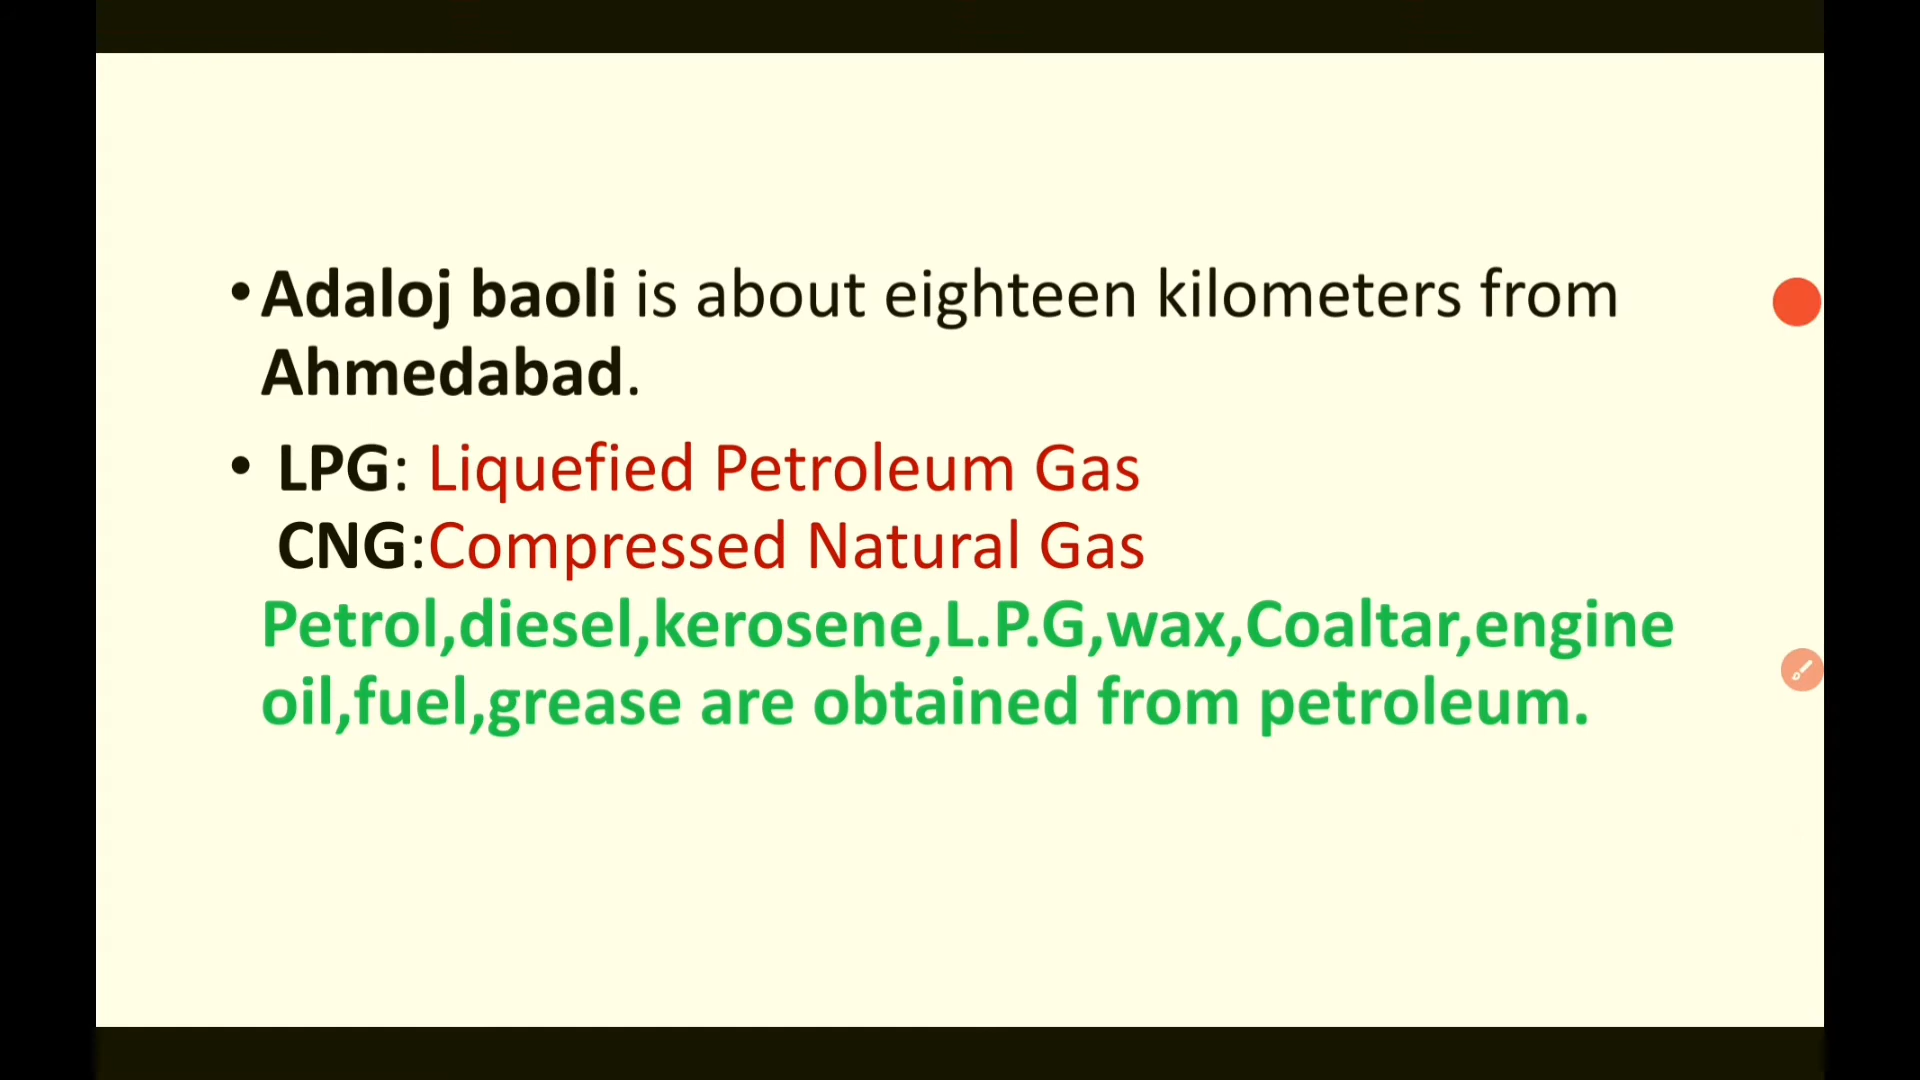 •Adaloj baoli is about eighteen kilometers from
Ahmedabad.
• LPG: Liquefied Petroleum Gas
CNG:Compressed Natural Gas
Petrol,diesel,kerosene,L.P.G,wax,Coaltar,engine
oil,fuel,grease are obtained from petroleum.